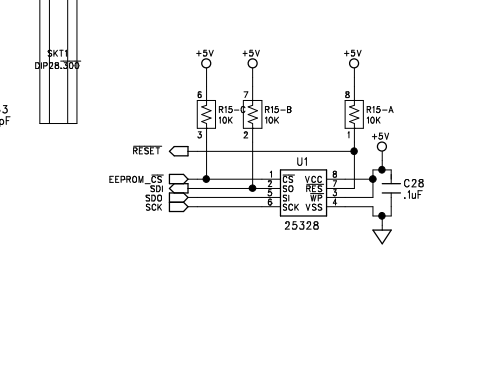 SKT1
DIP28.300
3
pF
+5V
+5V
+5V
6
7
8
R15-C
10K
R15-B
10K
R15-A
10K
3
2
1
+5V
RESET
U1
EEPROM_CS
SDI
SDO
SCK
1 CS VCC 8
2 SO RES 7
5 SI WP 3
6 SCK VSS 4
25328
C28
.1uF